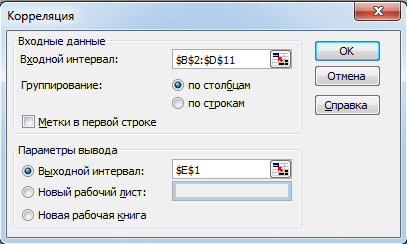 Корреляция
Входные данные
Входной интервал: $B$2:$D$11
Группирование: по столбцам
по строкам
Метки в первой строке
Параметры вывода
Выходной интервал: $E$1
Новый рабочий лист:
Новая рабочая книга
OK
Отмена
Справка